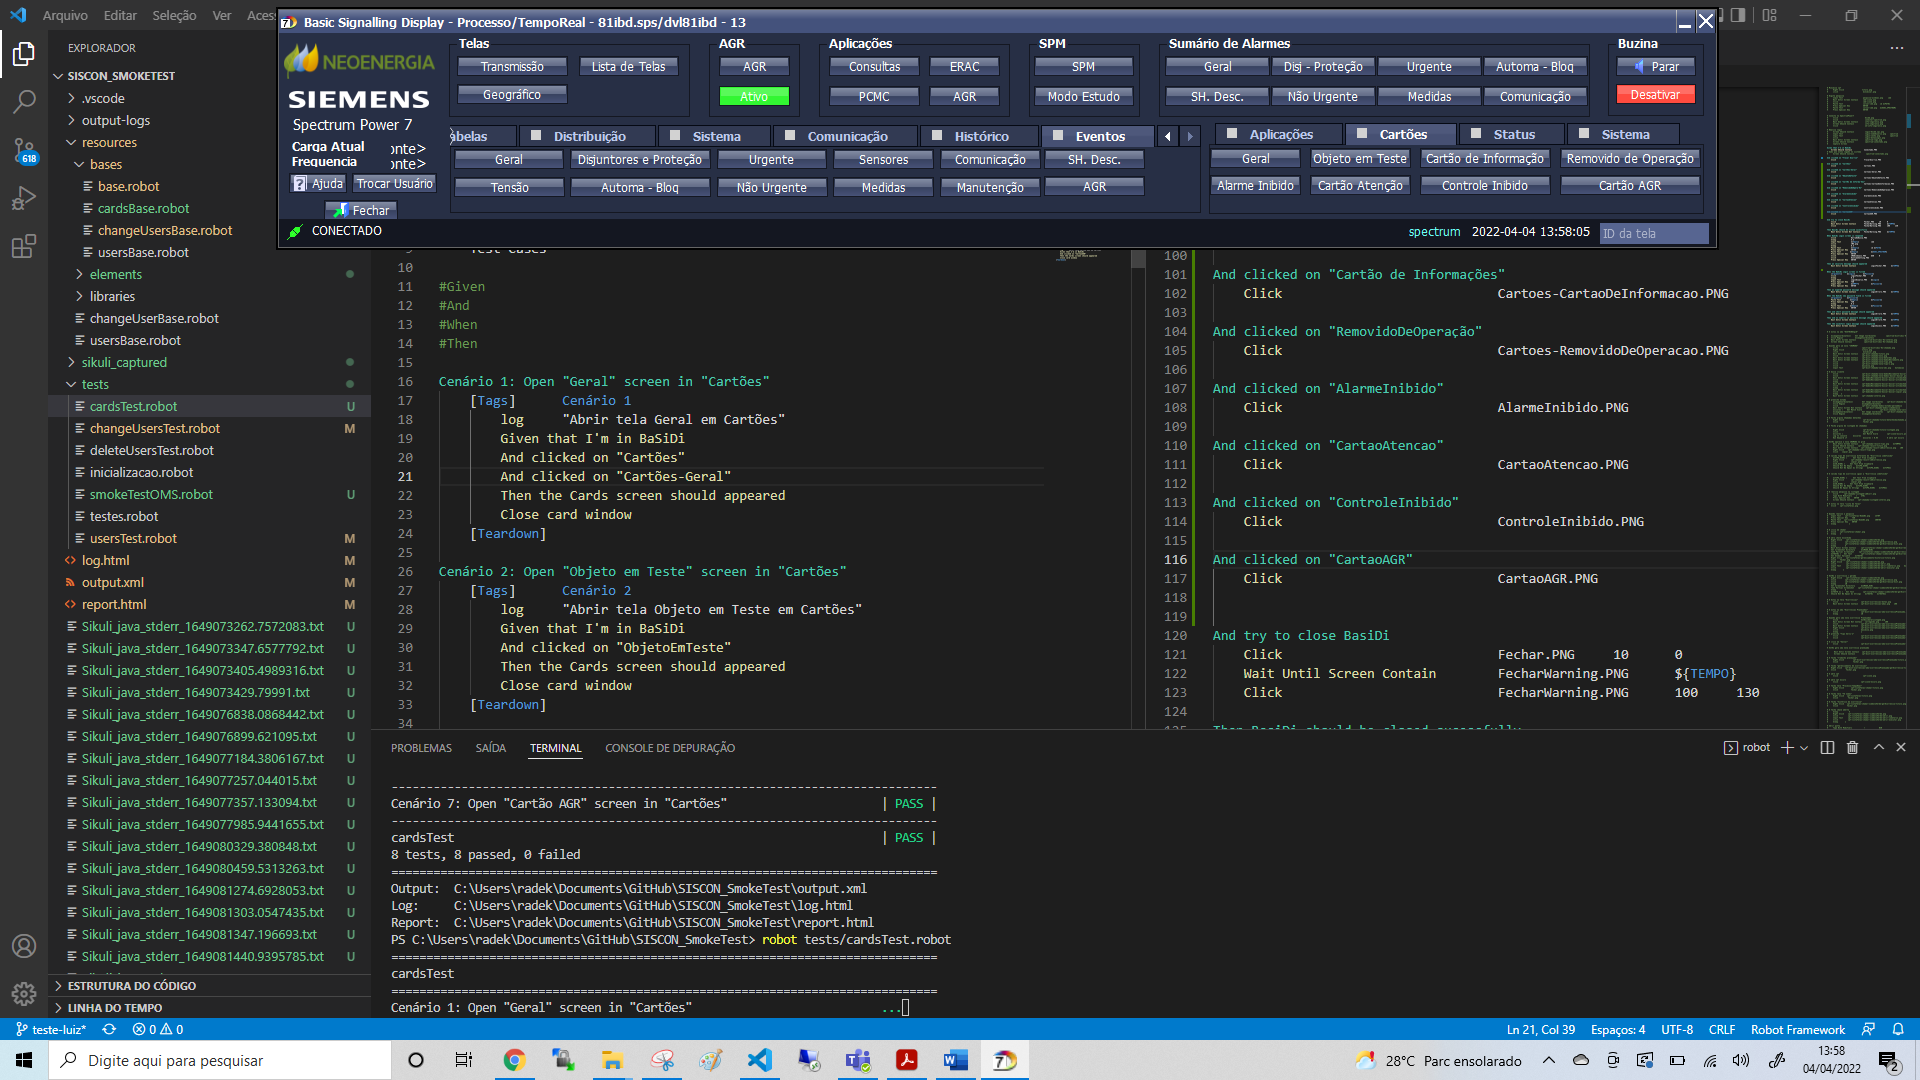 Arquivo Editar Seleção Ver
Basic Signalling Display - Processo/TempoReal - 81ibd.sps/dvl81ibd - 13
NEOENERGIA
SIEMENS
Spectrum Power 7
Carga Atual onte>
Frequencia onte>
? Ajuda Trocar Usuário
Fechar
CONECTADO
Telas
Transmissão Lista de Telas
Geográfico
AGR
AGR
Ativo
Aplicações
Consultas ERAC
PCMC AGR
SPM
SPM
Modo Estudo
Sumário de Alarmes
Geral Disj - Proteção Urgente Automa - Bloq
SH. Desc. Não Urgente Medidas Comunicação
Buzina
Parar
Desativar
belas Distribuição Sistema Comunicação Histórico Eventos
Geral Disjuntores e Proteção Urgente Sensores Comunicação SH. Desc.
Tensão Automa - Bloq Não Urgente Medidas Manutenção AGR
Aplicações Cartões Status Sistema
Geral Objeto em Teste Cartão de Informação Removido de Operação
Alarme Inibido Cartão Atenção Controle Inibido Cartão AGR
spectrum 2022-04-04 13:58:05 ID da tela
EXPLORADOR
SISCON_SMOKETEST
.vscode
output-logs
resources
bases
base.robot
cardsBase.robot
changeUsersBase.robot
usersBase.robot
elements
libraries
changeUserBase.robot
usersBase.robot
sikuli_captured
tests
cardsTest.robot U
changeUsersTest.robot M
deleteUsersTest.robot
inicializacao.robot
smokeTestOMS.robot U
testes.robot
usersTest.robot M
log.html M
output.xml M
report.html M
Sikuli_java_stderr_1649073262.7572083.txt U
Sikuli_java_stderr_1649073347.6577792.txt U
Sikuli_java_stderr_1649073405.4989316.txt U
Sikuli_java_stderr_1649073429.79991.txt U
Sikuli_java_stderr_1649076838.0868442.txt U
Sikuli_java_stderr_1649076899.621095.txt U
Sikuli_java_stderr_1649077184.3806167.txt U
Sikuli_java_stderr_1649077257.044015.txt U
Sikuli_java_stderr_1649077357.133094.txt U
Sikuli_java_stderr_1649077985.9441655.txt U
Sikuli_java_stderr_1649080329.380848.txt U
Sikuli_java_stderr_1649080459.5313263.txt U
Sikuli_java_stderr_1649081274.6928053.txt U
Sikuli_java_stderr_1649081303.0547435.txt U
Sikuli_java_stderr_1649081347.196693.txt U
Sikuli_java_stderr_1649081440.9395785.txt U
ESTRUTURA DO CÓDIGO
LINHA DO TEMPO
618
10
11 #Given
12 #And
13 #When
14 #Then
15
16 Cenário 1: Open "Geral" screen in "Cartões"
17 [Tags] Cenário 1
18 log "Abrir tela Geral em Cartões"
19 Given that I'm in BaSiDi
20 And clicked on "Cartões"
21 And clicked on "Cartões-Geral"
22 Then the Cards screen should appeared
23 Close card window
24 [Teardown]
25
26 Cenário 2: Open "Objeto em Teste" screen in "Cartões"
27 [Tags] Cenário 2
28 log "Abrir tela Objeto em Teste em Cartões"
29 Given that I'm in BaSiDi
30 And clicked on "ObjetoEmTeste"
31 Then the Cards screen should appeared
32 Close card window
33 [Teardown]
34
100
101 And clicked on "Cartão de Informações"
102 Click Cartoes-CartaoDeInformacao.PNG
103
104 And clicked on "RemovidoDeOperação"
105 Click Cartoes-RemovidoDeOperacao.PNG
106
107 And clicked on "AlarmeInibido"
108 Click AlarmeInibido.PNG
109
110 And clicked on "CartaoAtencao"
111 Click CartaoAtencao.PNG
112
113 And clicked on "ControleInibido"
114 Click ControleInibido.PNG
115
116 And clicked on "CartaoAGR"
117 Click CartaoAGR.PNG
118
119
120 And try to close BasiDi
121 Click Fechar.PNG 10 0
122 Wait Until Screen Contain FecharWarning.PNG ${TEMPO}
123 Click FecharWarning.PNG 100 130
124
PROBLEMAS SAÍDA TERMINAL CONSOLE DE DEPURAÇÃO
robot
------------------------------------------------------------------------------
Cenário 7: Open "Cartão AGR" screen in "Cartões" | PASS |
------------------------------------------------------------------------------
cardsTest | PASS |
8 tests, 8 passed, 0 failed
==============================================================================
Output: C:\Users\radek\Documents\GitHub\SISCON_SmokeTest\output.xml
Log: C:\Users\radek\Documents\GitHub\SISCON_SmokeTest\log.html
Report: C:\Users\radek\Documents\GitHub\SISCON_SmokeTest\report.html
PS C:\Users\radek\Documents\GitHub\SISCON_SmokeTest> robot tests/cardsTest.robot
==============================================================================
cardsTest
==============================================================================
Cenário 1: Open "Geral" screen in "Cartões" ...
teste-luiz* 0 0
Ln 21, Col 39 Espaços: 4 UTF-8 CRLF Robot Framework
Digite aqui para pesquisar
28°C Parc ensolarado
13:58
04/04/2022
2